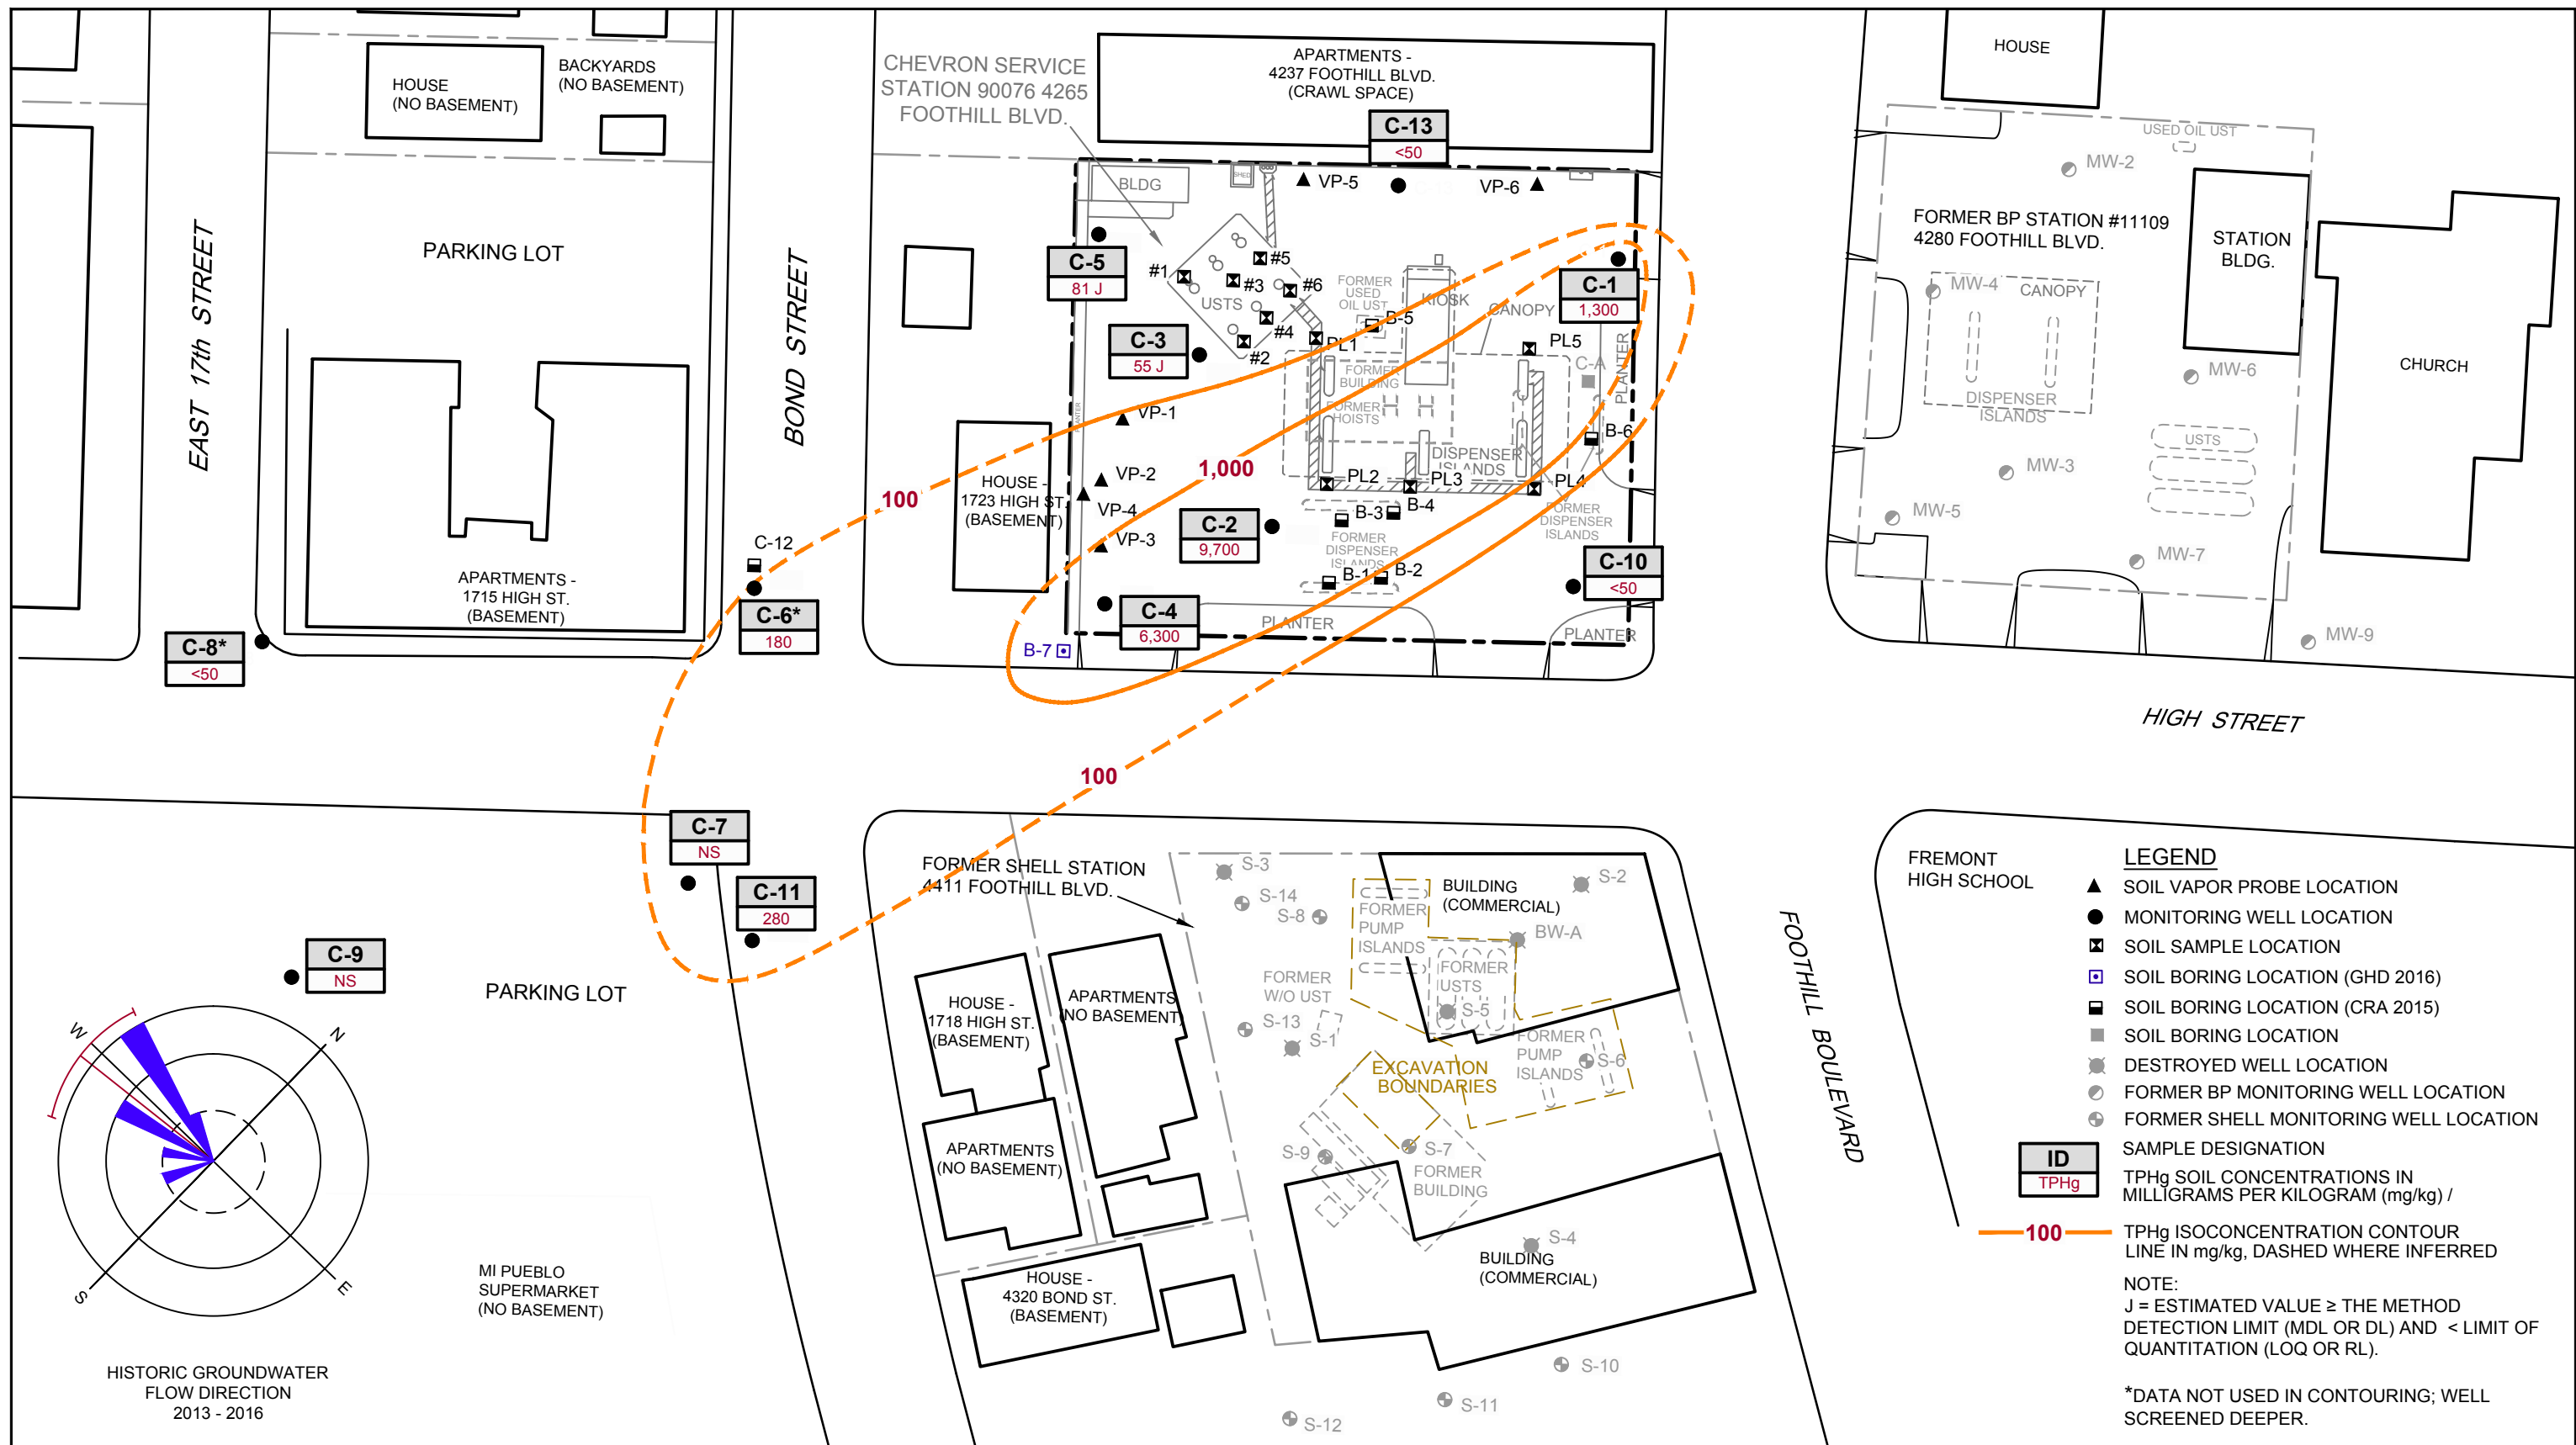 HOUSE
(NO BASEMENT)
BACKYARDS
(NO BASEMENT)
PARKING LOT
EAST 17th STREET
BOND STREET
APARTMENTS -
1715 HIGH ST.
(BASEMENT)
C-8*
<50
C-12
C-6*
180
CHEVRON SERVICE
STATION 90076 4265
FOOTHILL BLVD.
APARTMENTS -
4237 FOOTHILL BLVD.
(CRAWL SPACE)
C-13
<50
BLDG
SHED
VP-5
VP-6
C-5
81 J
#1
#5
#3
#6
USTS
#4
#2
FORMER
USED
OIL UST
KIOSK
CANOPY
C-1
1,300
B-5
PL1
PL5
C-A
PLANTER
C-3
55 J
FORMER
BUILDING
FORMER
HOISTS
VP-1
PLANTER
B-6
DISPENSER
ISLANDS
1,000
100
VP-2
VP-4
VP-3
HOUSE -
1723 HIGH ST.
(BASEMENT)
PL2
PL3
PL4
C-2
9,700
B-3
B-4
FORMER
DISPENSER
ISLANDS
FORMER
DISPENSER
ISLANDS
B-1
B-2
C-10
<50
C-4
6,300
PLANTER
PLANTER
B-7
HOUSE
USED OIL UST
MW-2
FORMER BP STATION #11109
4280 FOOTHILL BLVD.
STATION
BLDG.
MW-4
CANOPY
DISPENSER
ISLANDS
MW-6
CHURCH
USTS
MW-3
MW-5
MW-7
MW-9
HIGH STREET
100
C-7
NS
C-11
280
C-9
NS
PARKING LOT
W
N
S
E
HISTORIC GROUNDWATER
FLOW DIRECTION
2013 - 2016
MI PUEBLO
SUPERMARKET
(NO BASEMENT)
FORMER SHELL STATION
4411 FOOTHILL BLVD.
S-3
S-14
S-8
FORMER
PUMP
ISLANDS
BUILDING
(COMMERCIAL)
S-2
BW-A
FORMER
USTS
S-5
FORMER
W/O UST
S-13
S-1
FORMER
PUMP
ISLANDS
S-6
EXCAVATION
BOUNDARIES
HOUSE -
1718 HIGH ST.
(BASEMENT)
APARTMENTS
(NO BASEMENT)
APARTMENTS
(NO BASEMENT)
S-9
S-7
FORMER
BUILDING
S-4
BUILDING
(COMMERCIAL)
HOUSE -
4320 BOND ST.
(BASEMENT)
S-10
S-11
S-12
FOOTHILL BOULEVARD
FREMONT
HIGH SCHOOL
LEGEND
SOIL VAPOR PROBE LOCATION
MONITORING WELL LOCATION
SOIL SAMPLE LOCATION
SOIL BORING LOCATION (GHD 2016)
SOIL BORING LOCATION (CRA 2015)
SOIL BORING LOCATION
DESTROYED WELL LOCATION
FORMER BP MONITORING WELL LOCATION
FORMER SHELL MONITORING WELL LOCATION
ID
SAMPLE DESIGNATION
TPHg
TPHg SOIL CONCENTRATIONS IN
MILLIGRAMS PER KILOGRAM (mg/kg) /
100
TPHg ISOCONCENTRATION CONTOUR
LINE IN mg/kg, DASHED WHERE INFERRED
NOTE:
J = ESTIMATED VALUE ≥ THE METHOD
DETECTION LIMIT (MDL OR DL) AND < LIMIT OF
QUANTITATION (LOQ OR RL).
*DATA NOT USED IN CONTOURING; WELL
SCREENED DEEPER.